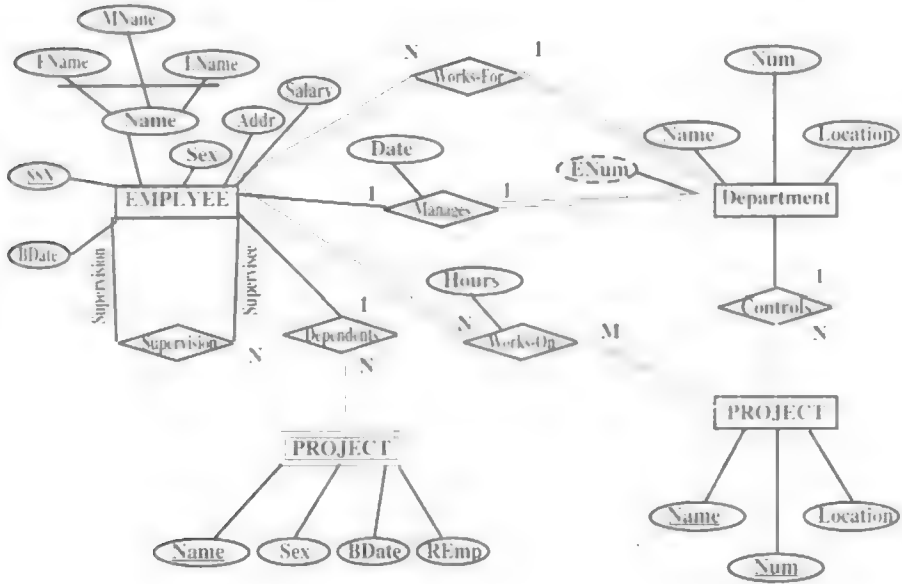 MName
FName
LName
Name
Salary
Addr
Sex
SSN
EMPLYEE
BDate
Supervision
Supervisee
Supervision
N
N
1
Works-For
Num
Name
Location
Date
ENum
1
1
Manages
Department
Hours
1
Dependents
N
N
M
Works-On
1
Controls
N
PROJECT
PROJECT
Name
Sex
BDate
REmp
Name
Location
Num